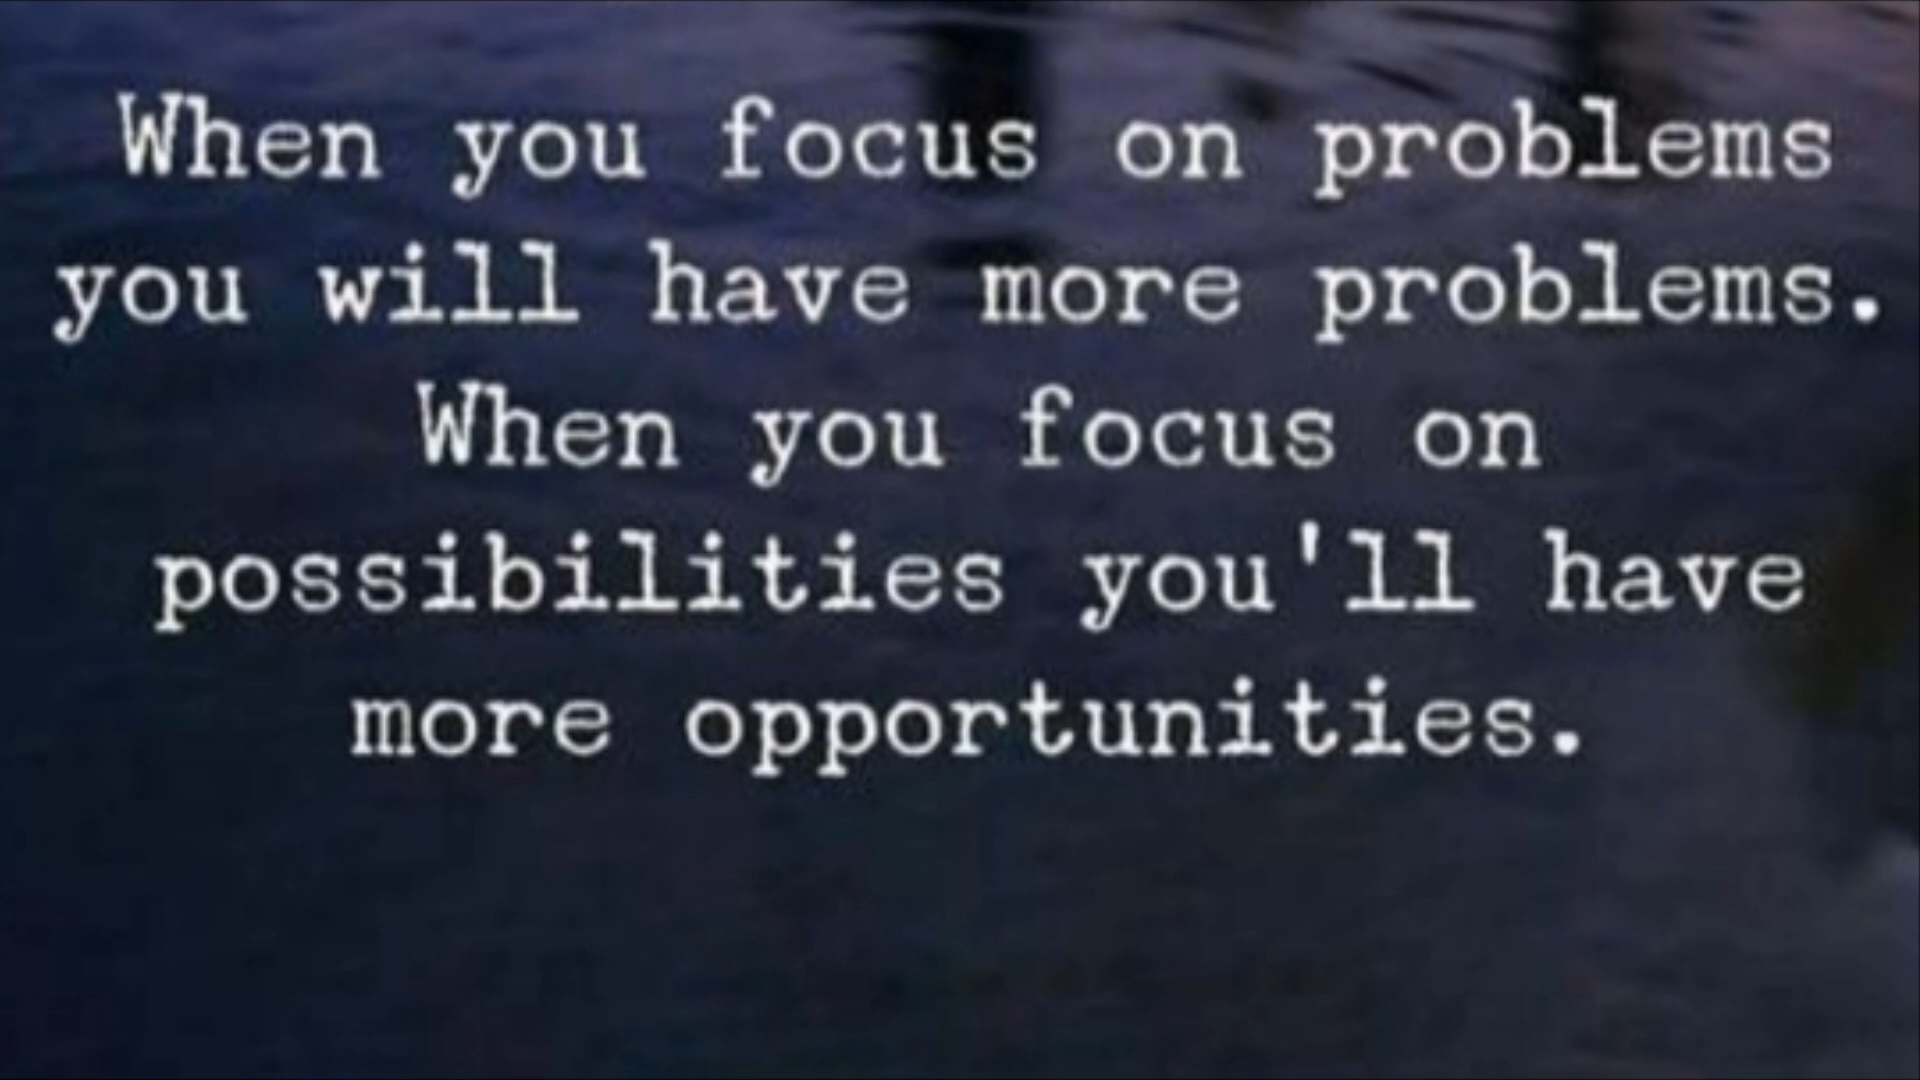 When you focus on problems
you will have more problems.
When you focus on
possibilities you'll have
more opportunities.